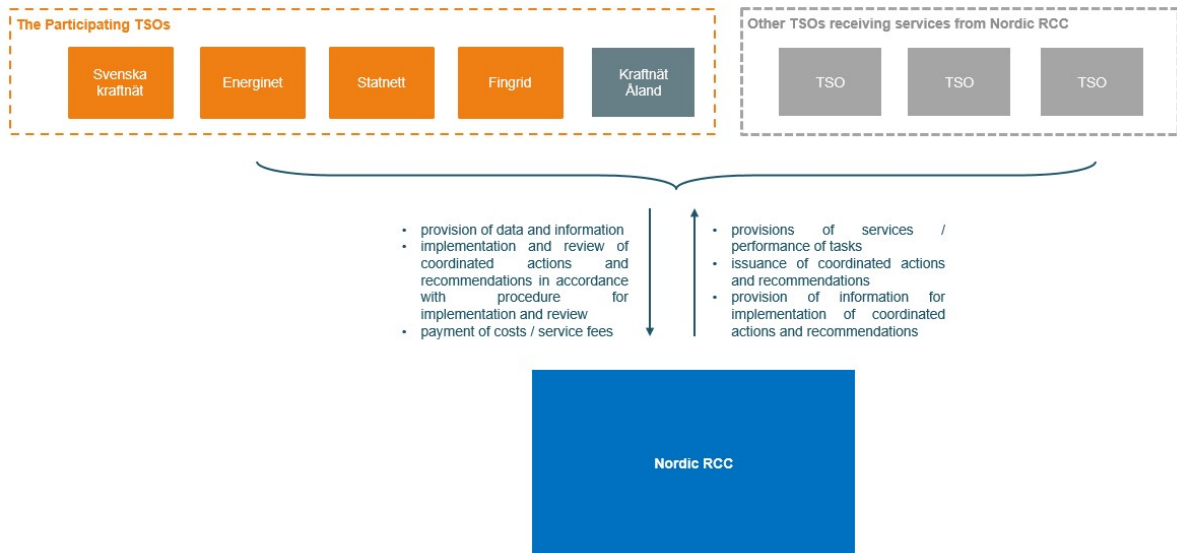 The Participating TSOs
Svenska
kraftnät
Energinet
Statnett
Fingrid
Kraftnät
Åland
Other TSOs receiving services from Nordic RCC
TSO
TSO
TSO
• provision of data and information
• implementation and review of
coordinated actions and
recommendations in accordance
with procedure for
implementation and review
• payment of costs / service fees
• provisions of services /
performance of tasks
• issuance of coordinated actions
and recommendations
• provision of information for
implementation of coordinated
actions and recommendations
Nordic RCC